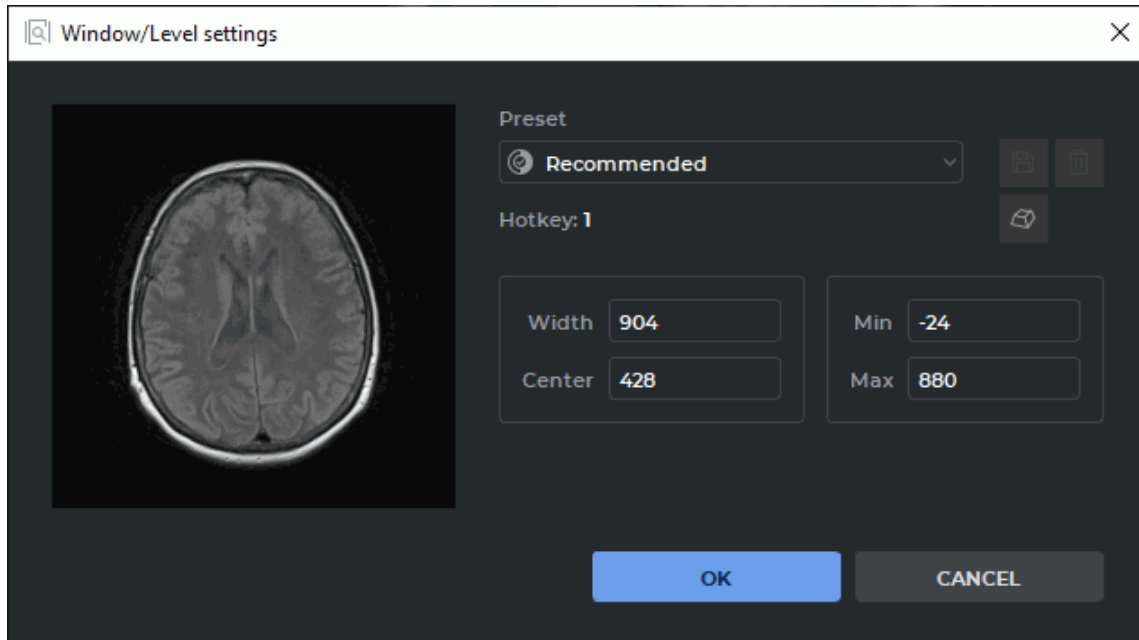 Window/Level settings
Preset
Recommended
Hotkey: 1
Width 904
Center 428
Min -24
Max 880
OK
CANCEL